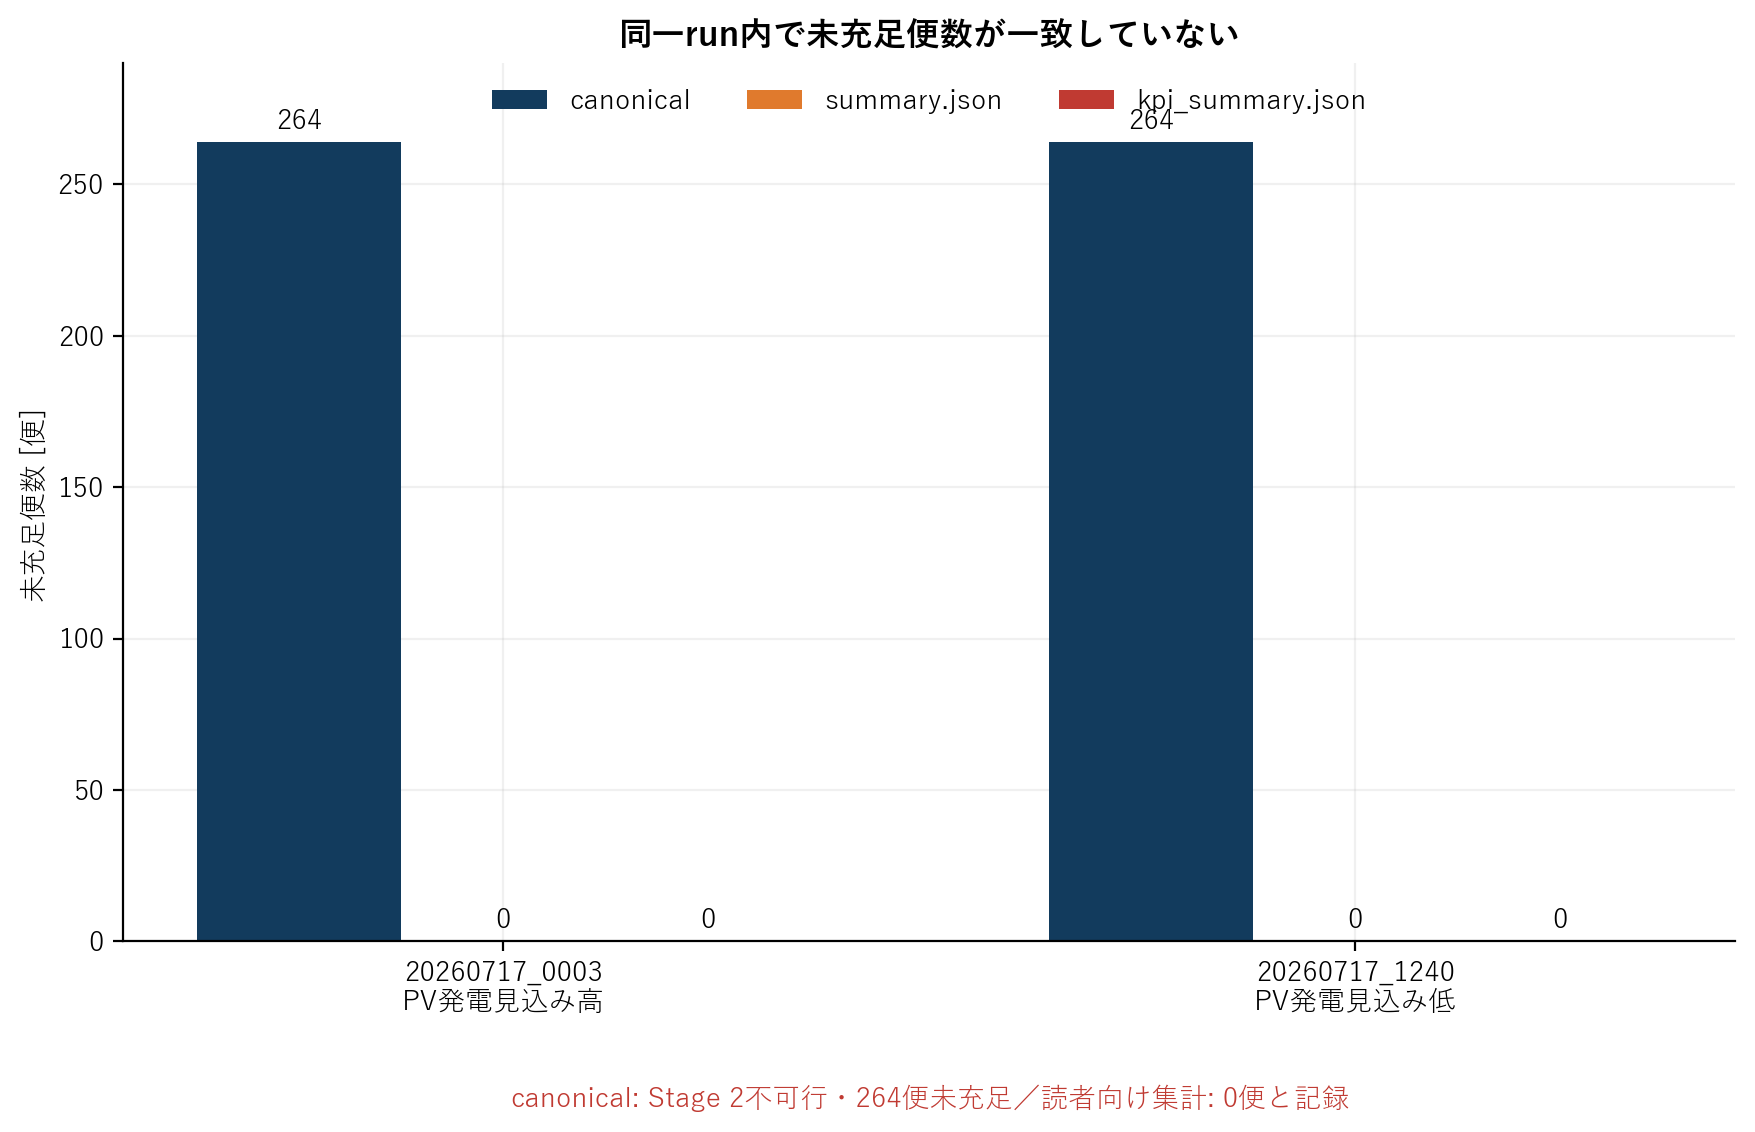 同一run内で未充足便数が一致していない
canonical
summary.json
kpi_summary.json
264
264
250
200
150
100
50
0
未充足便数 [便]
0
0
0
0
20260717_0003
PV発電見込み高
20260717_1240
PV発電見込み低
canonical: Stage 2不可行・264便未充足／読者向け集計: 0便と記録